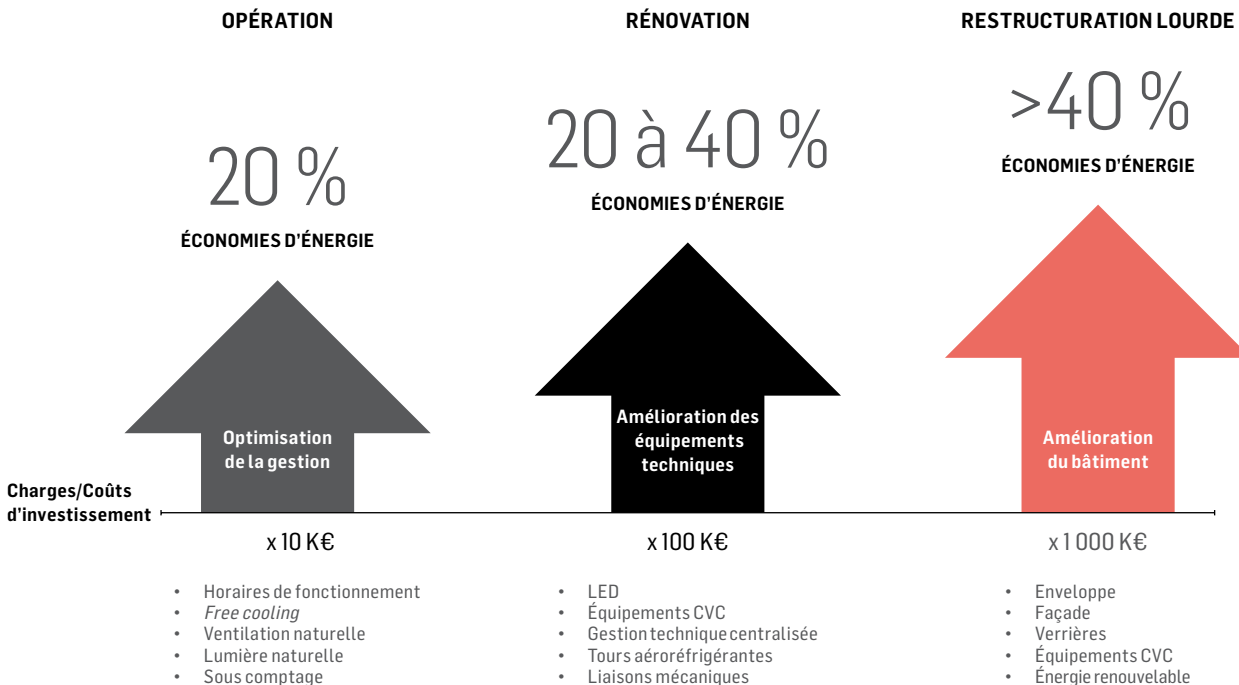 OPÉRATION
20 %
ÉCONOMIES D'ÉNERGIE
Optimisation
de la gestion
x 10 K€
• Horaires de fonctionnement
• Free cooling
• Ventilation naturelle
• Lumière naturelle
• Sous comptage
RÉNOVATION
20 à 40 %
ÉCONOMIES D'ÉNERGIE
Amélioration des
équipements
techniques
x 100 K€
• LED
• Équipements CVC
• Gestion technique centralisée
• Tours aéroréfrigérantes
• Liaisons mécaniques
RESTRUCTURATION LOURDE
>40 %
ÉCONOMIES D'ÉNERGIE
Amélioration
du bâtiment
x 1 000 K€
• Enveloppe
• Façade
• Verrières
• Équipements CVC
• Énergie renouvelable
Charges/Coûts
d'investissement